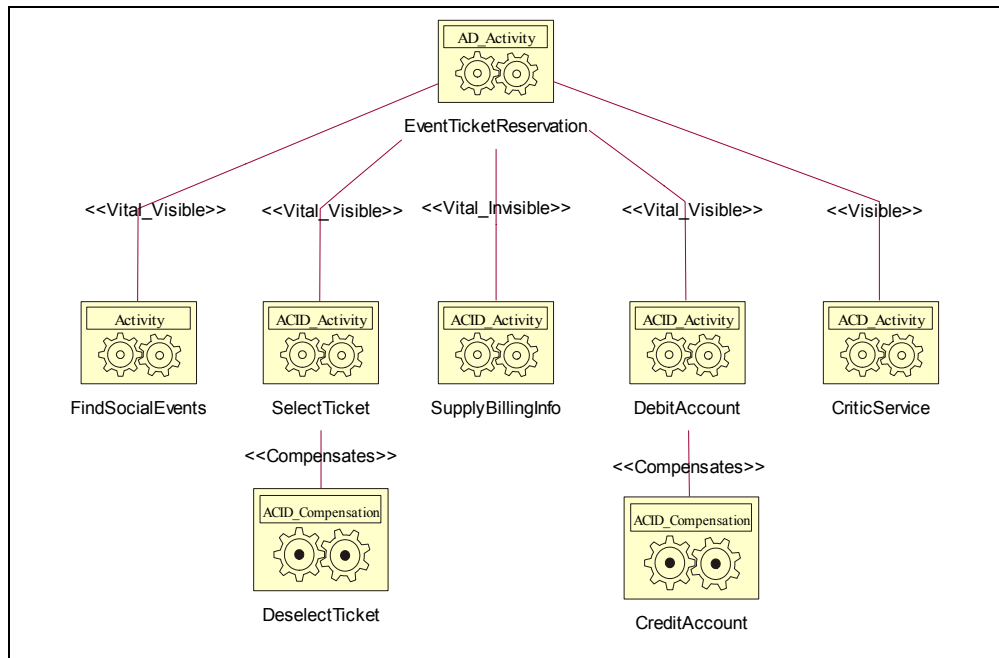 AD_Activity
EventTicketReservation
<<Vital_Visible>>
<<Vital_Visible>>
<<Vital_Invisible>>
<<Vital_Visible>>
<<Visible>>
Activity
ACID_Activity
ACID_Activity
ACID_Activity
ACD_Activity
FindSocialEvents
SelectTicket
SupplyBillingInfo
DebitAccount
CriticService
<<Compensates>>
<<Compensates>>
ACID_Compensation
ACID_Compensation
DeselectTicket
CreditAccount